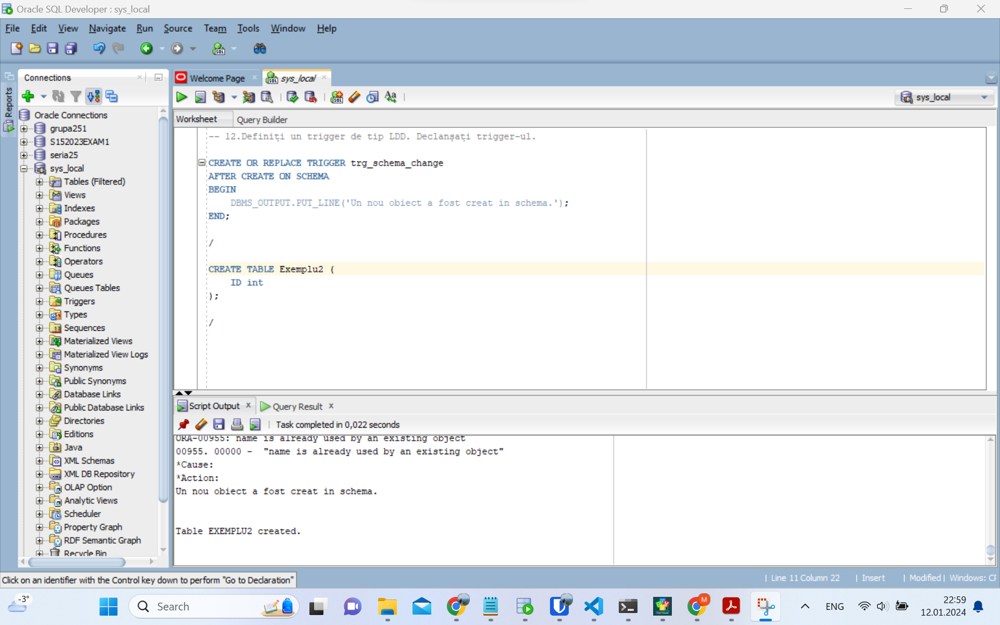 Oracle SQL Developer : sys_local
File Edit View Navigate Run Source Team Tools Window Help
Reports
Connections
Oracle Connections
grupa251
S152023EXAM1
seria25
sys_local
Tables (Filtered)
Views
Indexes
Packages
Procedures
Functions
Operators
Queues
Queues Tables
Triggers
Types
Sequences
Materialized Views
Materialized View Logs
Synonyms
Public Synonyms
Database Links
Public Database Links
Directories
Editions
Java
XML Schemas
XML DB Repository
OLAP Option
Analytic Views
Scheduler
Property Graph
RDF Semantic Graph
Recycle Bin
Welcome Page
sys_local
sys_local
Worksheet Query Builder
-- 12.Definiți un trigger de tip LDD. Declanșați trigger-ul.
CREATE OR REPLACE TRIGGER trg_schema_change
AFTER CREATE ON SCHEMA
BEGIN
DBMS_OUTPUT.PUT_LINE('Un nou obiect a fost creat in schema.');
END;
/
CREATE TABLE Exemplu2 (
ID int
);
/
Script Output
Query Result
Task completed in 0,022 seconds
ORA-00955: name is already used by an existing object
00955. 00000 - "name is already used by an existing object"
*Cause:
*Action:
Un nou obiect a fost creat in schema.
Table EXEMPLU2 created.
Click on an identifier with the Control key down to perform "Go to Declaration"
| Line 11 Column 22 | Insert | Modified | Windows: CF
-3°
Search
ENG
22:59
12.01.2024